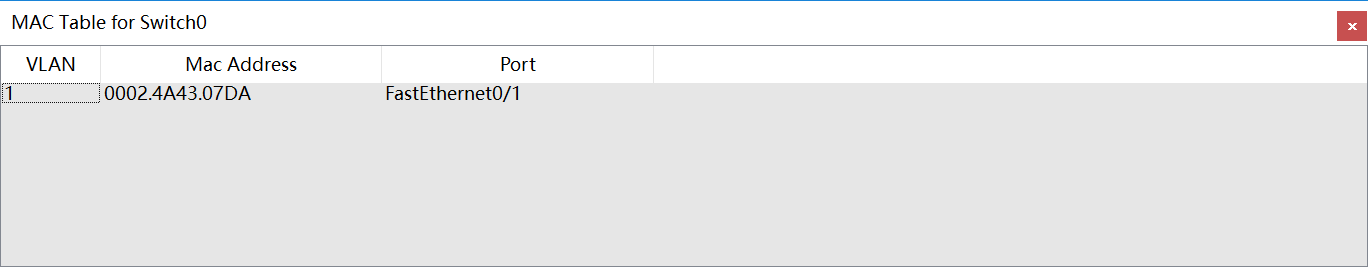 MAC Table for Switch0
×
VLAN Mac Address Port
1 0002.4A43.07DA FastEthernet0/1